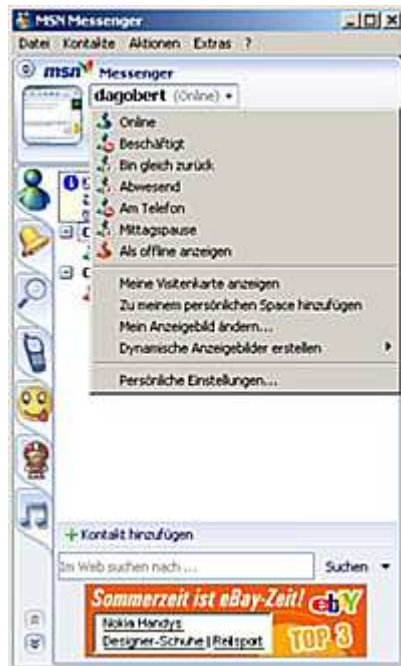 MSN Messenger
Datei Kontakte Aktionen Extras ?
msn Messenger
dagobert (Online)
Online
Beschäftigt
Bin gleich zurück
Abwesend
Am Telefon
Mittagspause
Als offline anzeigen
Meine Visitenkarte anzeigen
Zu meinem persönlichen Space hinzufügen
Mein Anzeigebild ändern...
Dynamische Anzeigebilder erstellen
Persönliche Einstellungen...
+ Kontakt hinzufügen
Im Web suchen nach ... Suchen
Sommerzeit ist eBay-Zeit! ebY
Nokia Handys
Designer-Schuhe | Reitsport
TOP 3